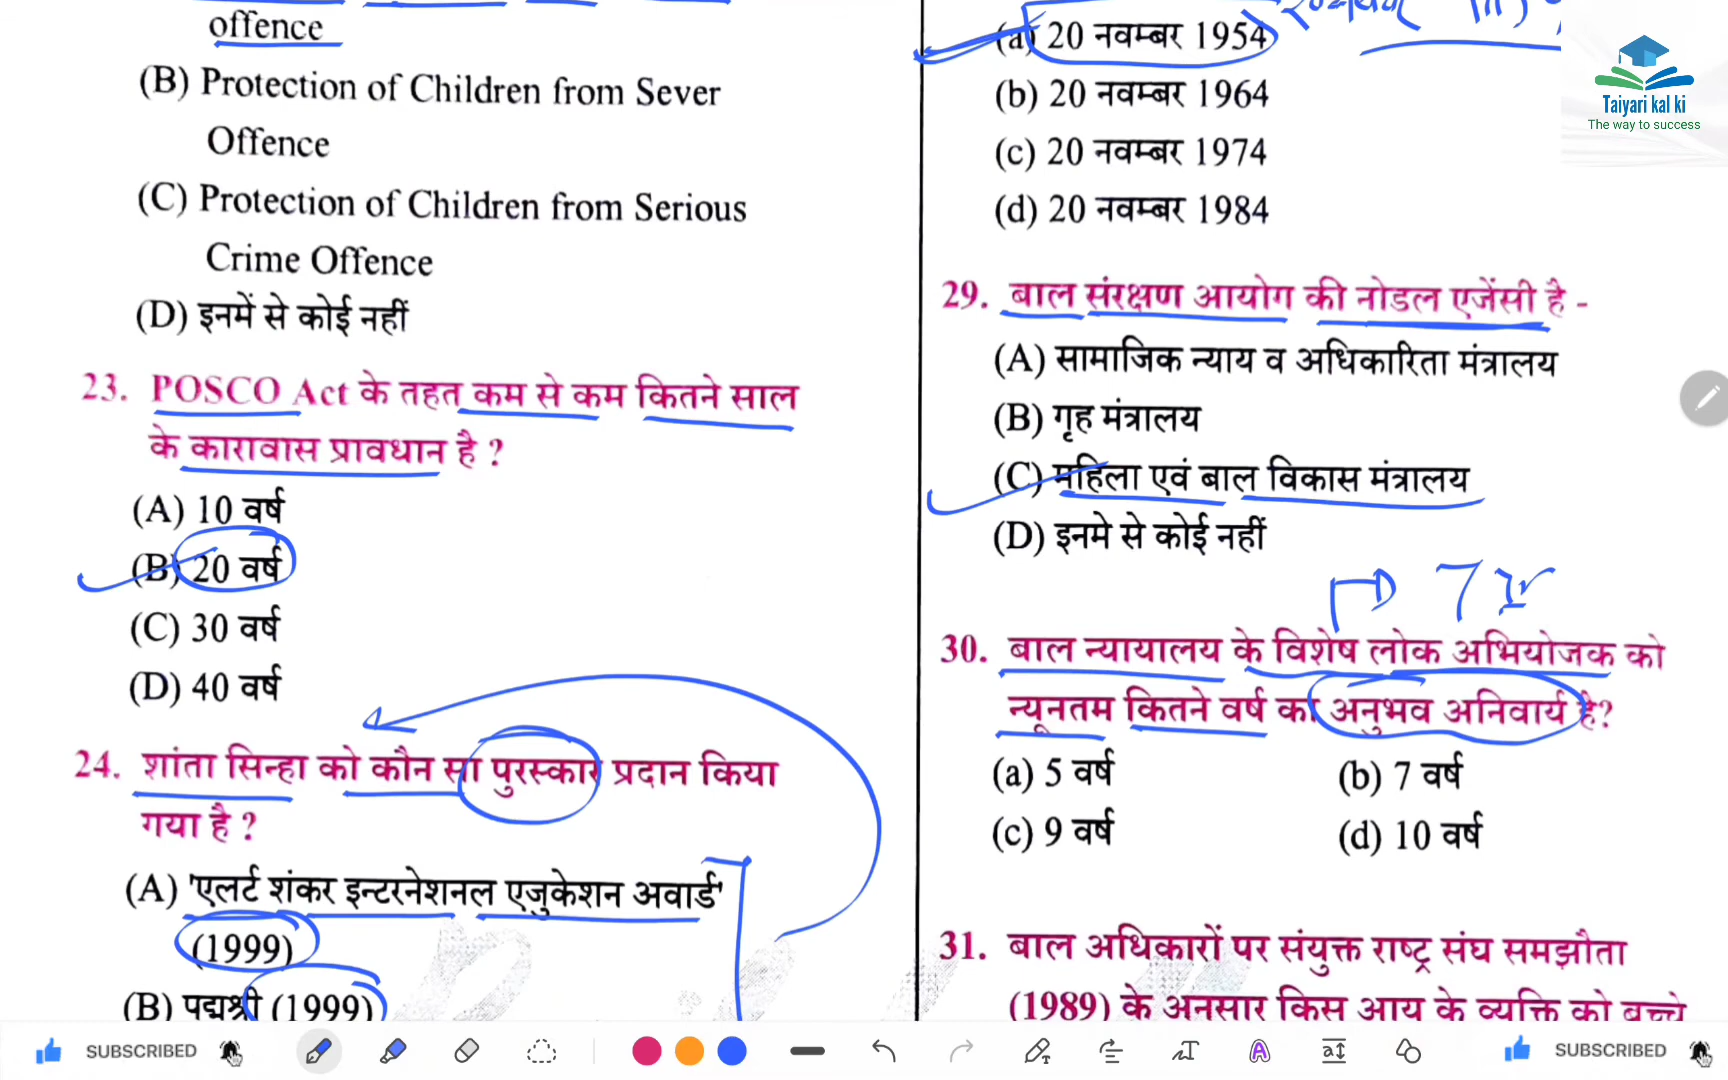 offence
(B) Protection of Children from Sever
Offence
(C) Protection of Children from Serious
Crime Offence
(D) इनमें से कोई नहीं
23. POSCO Act के तहत कम से कम कितने साल
के कारावास प्रावधान है ?
(A) 10 वर्ष
(B) 20 वर्ष
(C) 30 वर्ष
(D) 40 वर्ष
24. शांता सिन्हा को कौन सा पुरस्कार प्रदान किया
गया है ?
(A) 'एलर्ट शंकर इन्टरनेशनल एजुकेशन अवार्ड'
(1999)
(B) पद्मश्री (1999)
(a) 20 नवम्बर 1954
(b) 20 नवम्बर 1964
(c) 20 नवम्बर 1974
(d) 20 नवम्बर 1984
29. बाल संरक्षण आयोग की नोडल एजेंसी है -
(A) सामाजिक न्याय व अधिकारिता मंत्रालय
(B) गृह मंत्रालय
(C) महिला एवं बाल विकास मंत्रालय
(D) इनमे से कोई नहीं
7
30. बाल न्यायालय के विशेष लोक अभियोजक को
न्यूनतम कितने वर्ष का अनुभव अनिवार्य है?
(a) 5 वर्ष (b) 7 वर्ष
(c) 9 वर्ष (d) 10 वर्ष
31. बाल अधिकारों पर संयुक्त राष्ट्र संघ समझौता
(1989) के अनुसार किस आयु के व्यक्ति को बच्चे
Taiyari kal ki
The way to success
SUBSCRIBED
SUBSCRIBED